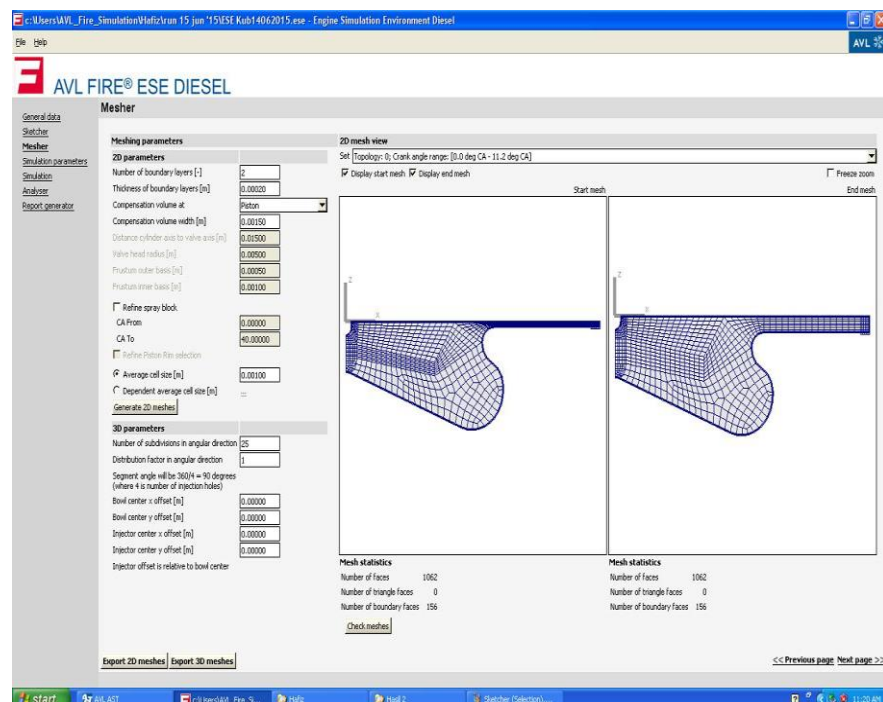 c:\Users\AVL_Fire_Simulation\Hafiz\run 15 jun '15\ESE Kub14062015.ese - Engine Simulation Environment Diesel
File Help
AVL
AVL FIRE® ESE DIESEL
General data
Sketcher
Mesher
Simulation parameters
Simulation
Analyser
Report generator
Mesher
Meshing parameters
2D parameters
Number of boundary layers [-] 2
Thickness of boundary layers [m] 0.00020
Compensation volume at Piston
Compensation volume width [m] 0.00150
Distance cylinder axis to valve axis [m] 0.01500
Valve head radius [m] 0.00500
Frustum outer basis [m] 0.00050
Frustum inner basis [m] 0.00100
Refine spray block
CA From 0.00000
CA To 40.00000
Refine Piston Rim selection
Average cell size [m] 0.00100
Dependent average cell size [m]
Generate 2D meshes
3D parameters
Number of subdivisions in angular direction 25
Distribution factor in angular direction 1
Segment angle will be 360/4 = 90 degrees
(where 4 is number of injection holes)
Bowl center x offset [m] 0.00000
Bowl center y offset [m] 0.00000
Injector center x offset [m] 0.00000
Injector center y offset [m] 0.00000
Injector offset is relative to bowl center
Export 2D meshes Export 3D meshes
2D mesh view
Set Topology: 0; Crank angle range: [0.0 deg CA - 11.2 deg CA]
Display start mesh Display end mesh Freeze zoom
Start mesh End mesh
z z
x x
Mesh statistics
Number of faces 1062
Number of triangle faces 0
Number of boundary faces 156
Check meshes
Mesh statistics
Number of faces 1062
Number of triangle faces 0
Number of boundary faces 156
<< Previous page Next page >>
start AVL AST c:\Users\AVL_Fire_Si... Hafiz Hasil 2 Sketcher (Selection)... 11:20 AM